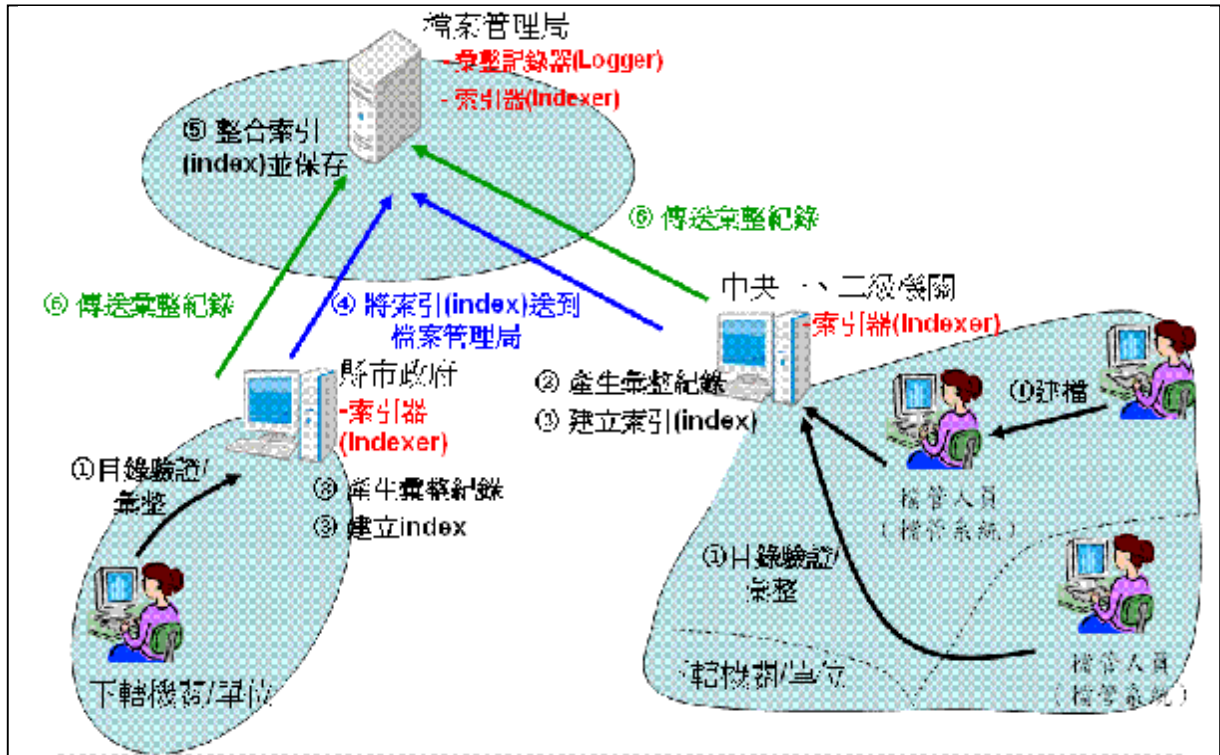 檔案管理局
- 彙整記錄器(Logger)
- 索引器(Indexer)
⑤ 整合索引
(index)並保存
⑥ 傳送彙整紀錄
⑥ 傳送彙整紀錄
④ 將索引(index)送到
檔案管理局
中央一、二級機關
-索引器(Indexer)
縣市政府
-索引器
(Indexer)
② 產生彙整紀錄
③ 建立索引(index)
①建檔
①目錄驗證/
彙整
② 產生彙整紀錄
③ 建立index
檔管人員
(檔管系統)
①目錄驗證/
彙整
下轄機關/單位
轄機關/單位
檔管人員
(檔管系統)